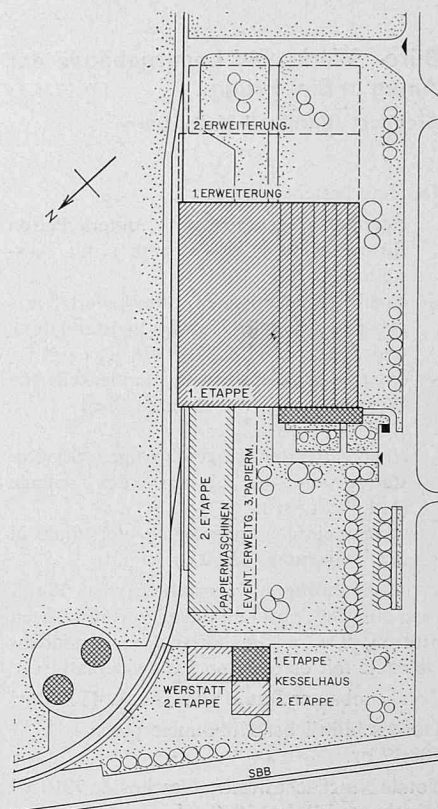 2. ERWEITERUNG
1. ERWEITERUNG
N
1. ETAPPE
2. ETAPPE
PAPIERMASCHINEN
EVENT. ERWEITG. 3. PAPIERM.
1. ETAPPE
KESSELHAUS
2. ETAPPE
WERSTATT
2. ETAPPE
SBB